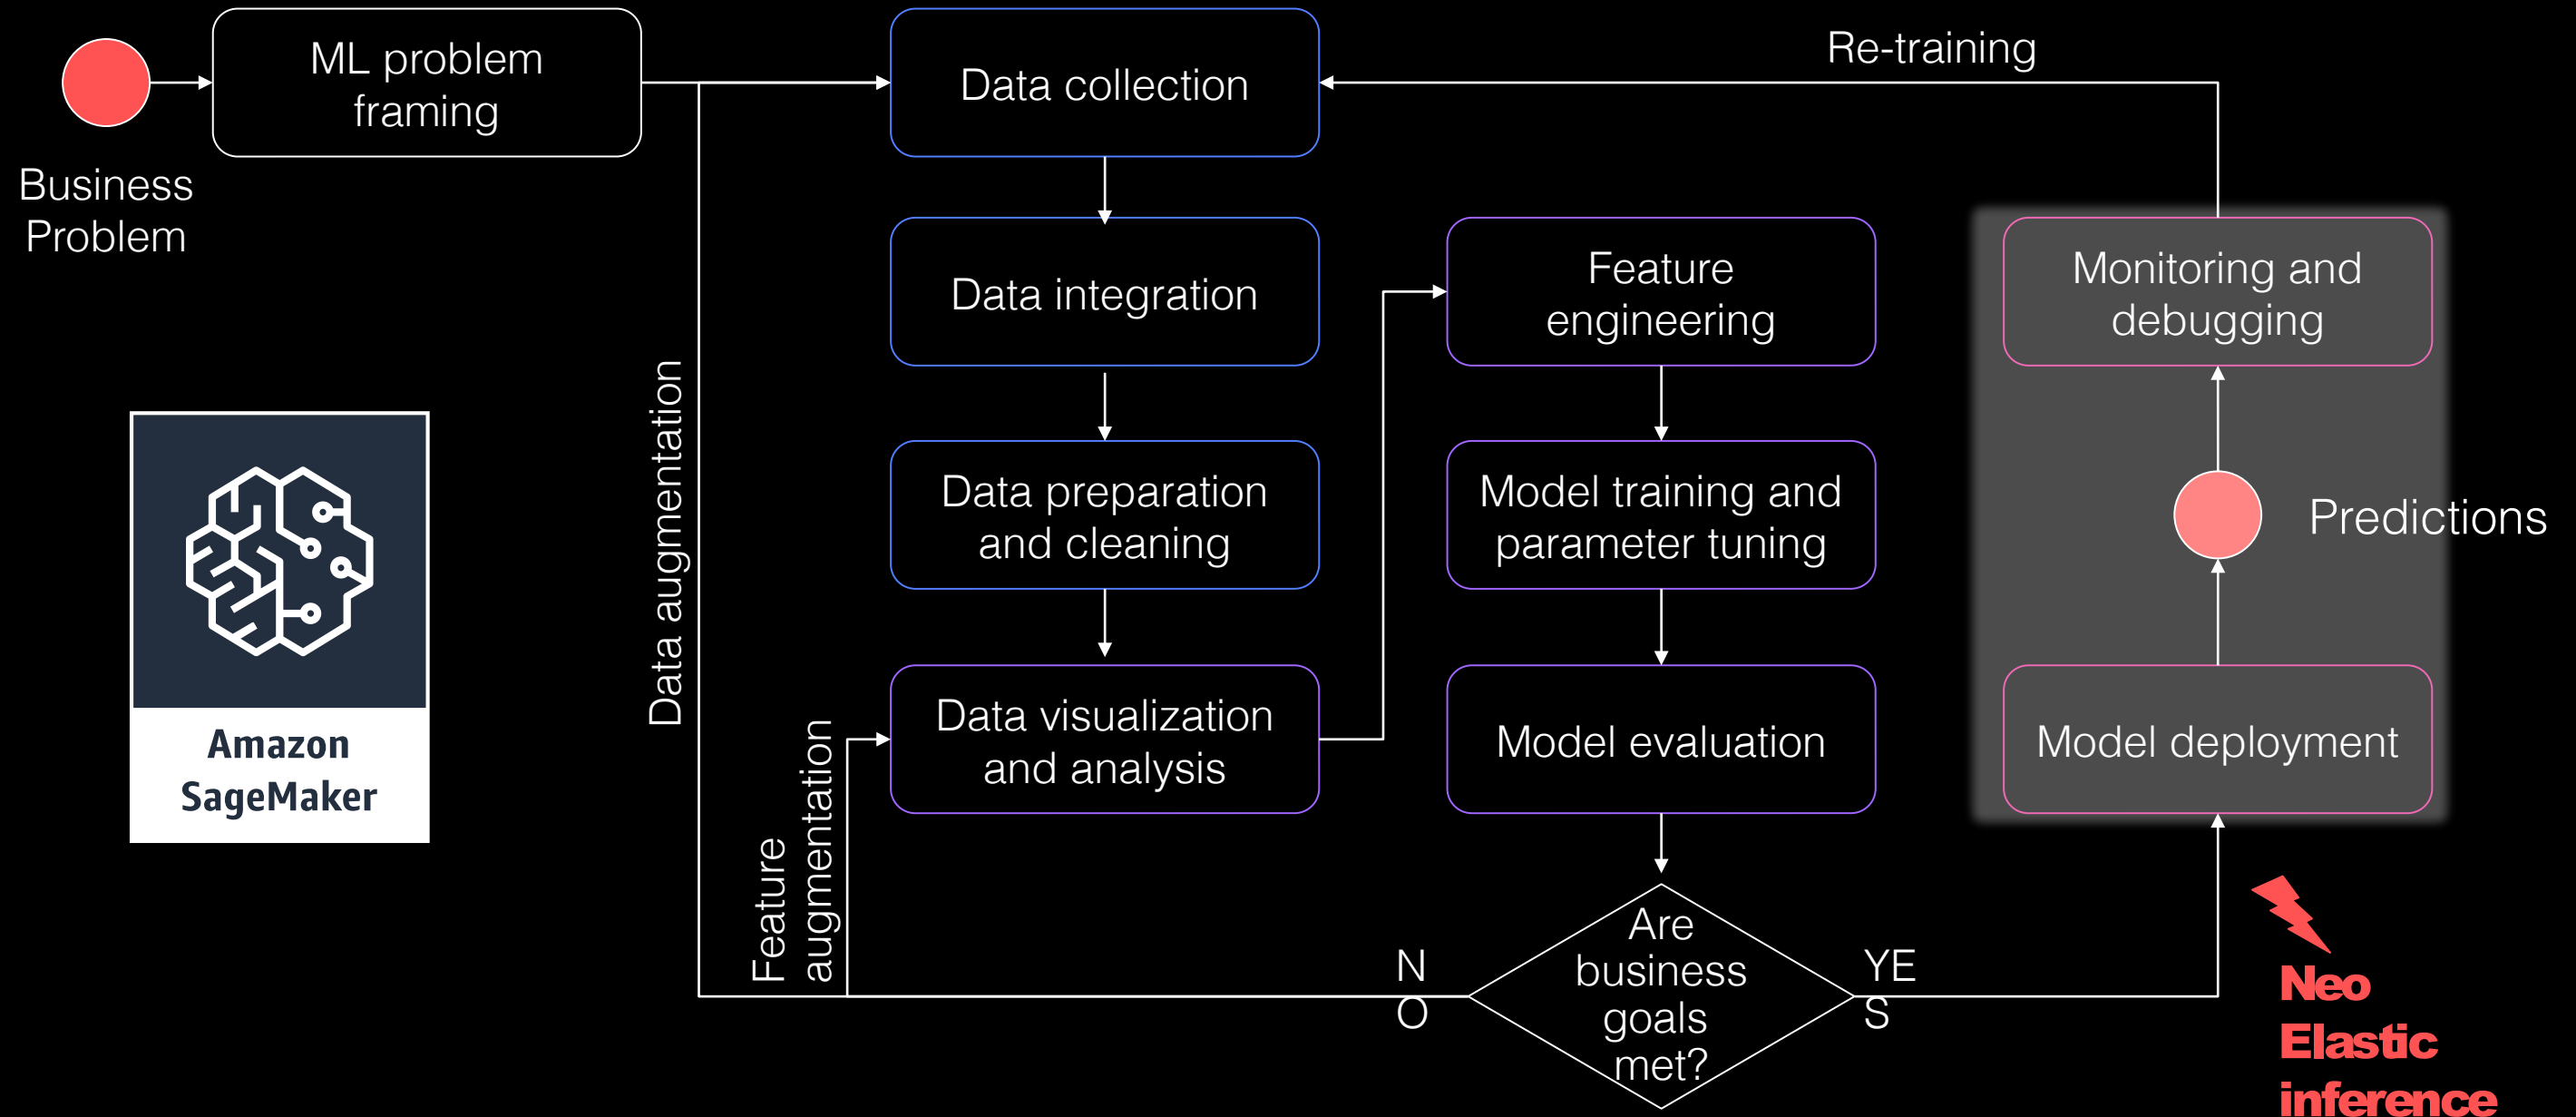 ML problem
framing
Business
Problem
Data collection
Re-training
Data integration
Feature
engineering
Monitoring and
debugging
Data augmentation
Data preparation
and cleaning
Model training and
parameter tuning
Predictions
Amazon
SageMaker
Feature
augmentation
Data visualization
and analysis
Model evaluation
Model deployment
N
O
Are
business
goals
met?
YE
S
Neo
Elastic
inference